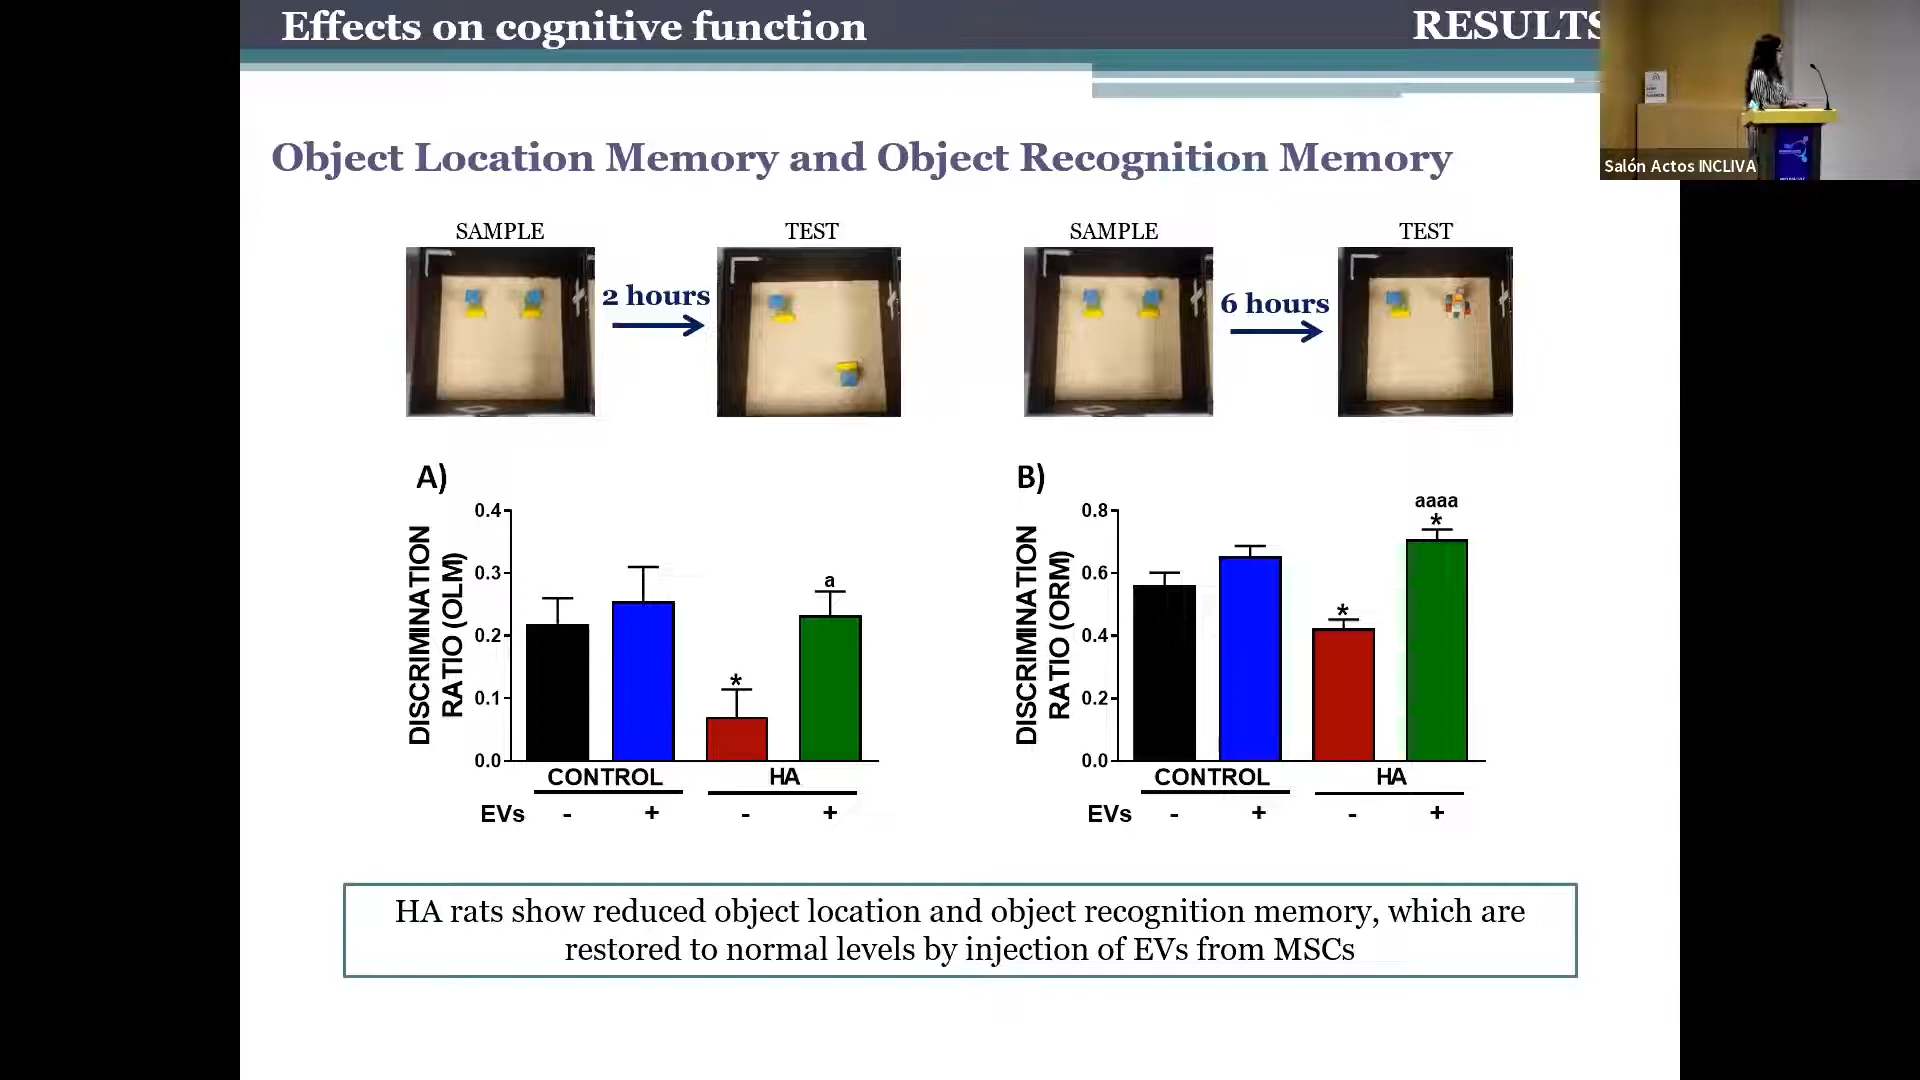 Effects on cognitive function
RESULTS
Salón Actos INCLIVA
Object Location Memory and Object Recognition Memory
SAMPLE
TEST
SAMPLE
TEST
2 hours
6 hours
A)
DISCRIMINATION
RATIO (OLM)
0.4
0.3
0.2
0.1
0.0
*
a
CONTROL
HA
EVs - + - +
B)
DISCRIMINATION
RATIO (ORM)
0.8
0.6
0.4
0.2
0.0
*
aaaa
*
CONTROL
HA
EVs - + - +
HA rats show reduced object location and object recognition memory, which are
restored to normal levels by injection of EVs from MSCs